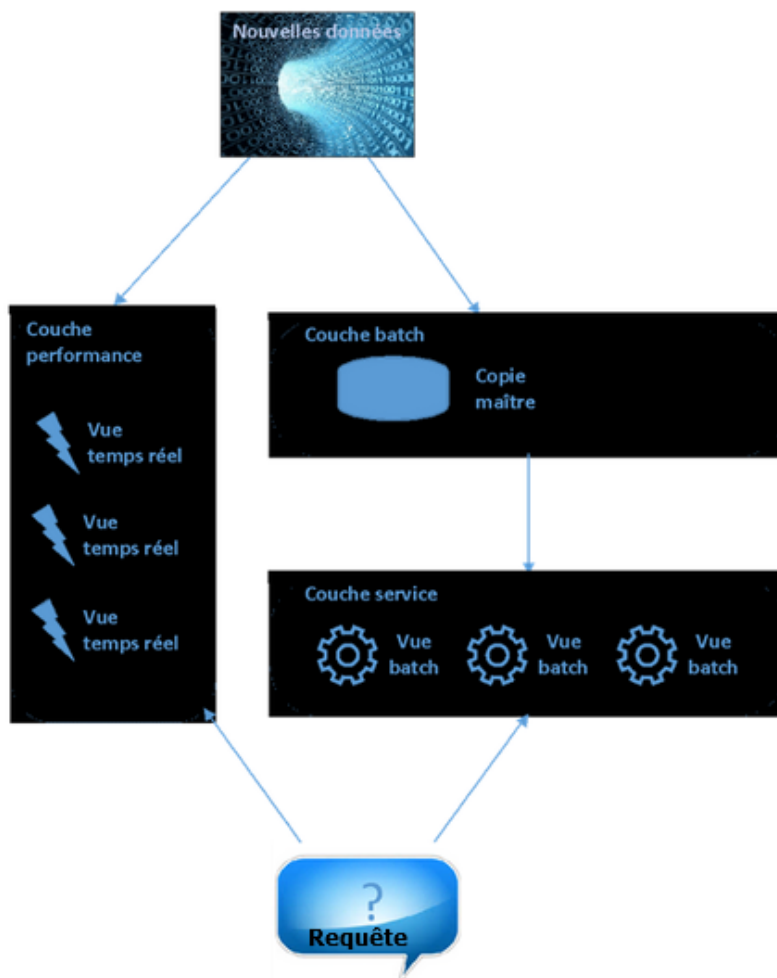 Nouvelles données
Couche
performance
Vue
temps réel
Vue
temps réel
Vue
temps réel
Couche batch
Copie
maître
Couche service
Vue
batch
Vue
batch
Vue
batch
?
Requête